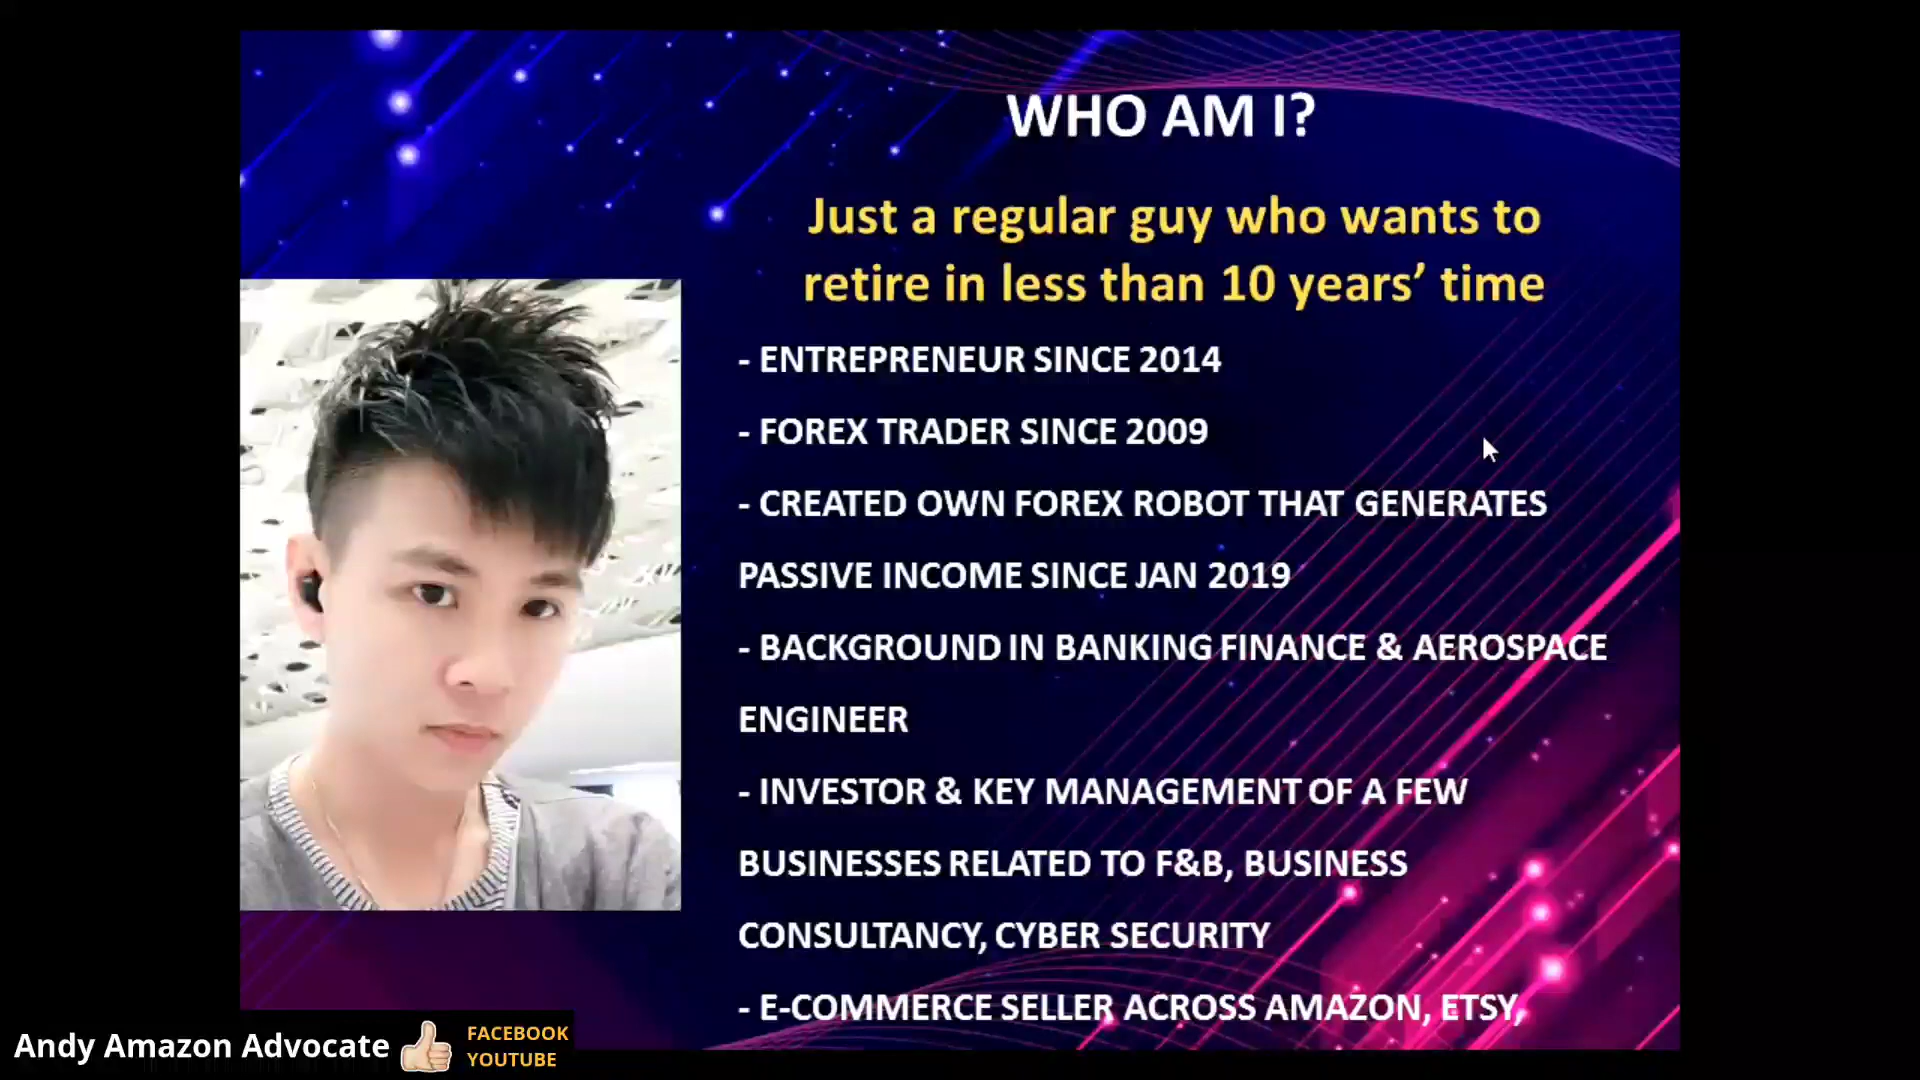 WHO AM I?
Just a regular guy who wants to
retire in less than 10 years’ time
- ENTREPRENEUR SINCE 2014
- FOREX TRADER SINCE 2009
- CREATED OWN FOREX ROBOT THAT GENERATES
PASSIVE INCOME SINCE JAN 2019
- BACKGROUND IN BANKING FINANCE & AEROSPACE
ENGINEER
- INVESTOR & KEY MANAGEMENT OF A FEW
BUSINESSES RELATED TO F&B, BUSINESS
CONSULTANCY, CYBER SECURITY
- E-COMMERCE SELLER ACROSS AMAZON, ETSY,
Andy Amazon Advocate
FACEBOOK
YOUTUBE